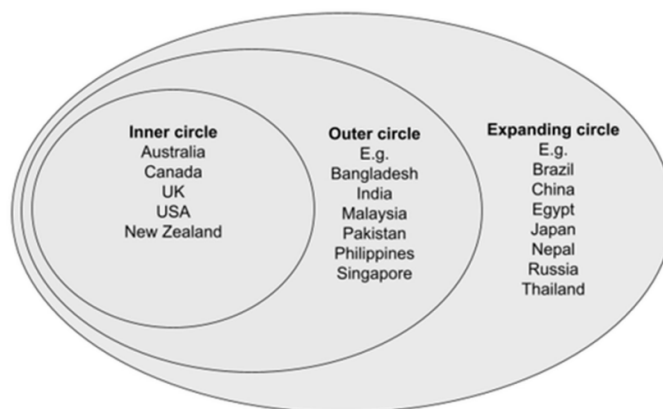 Inner circle
Australia
Canada
UK
USA
New Zealand
Outer circle
E.g.
Bangladesh
India
Malaysia
Pakistan
Philippines
Singapore
Expanding circle
E.g.
Brazil
China
Egypt
Japan
Nepal
Russia
Thailand